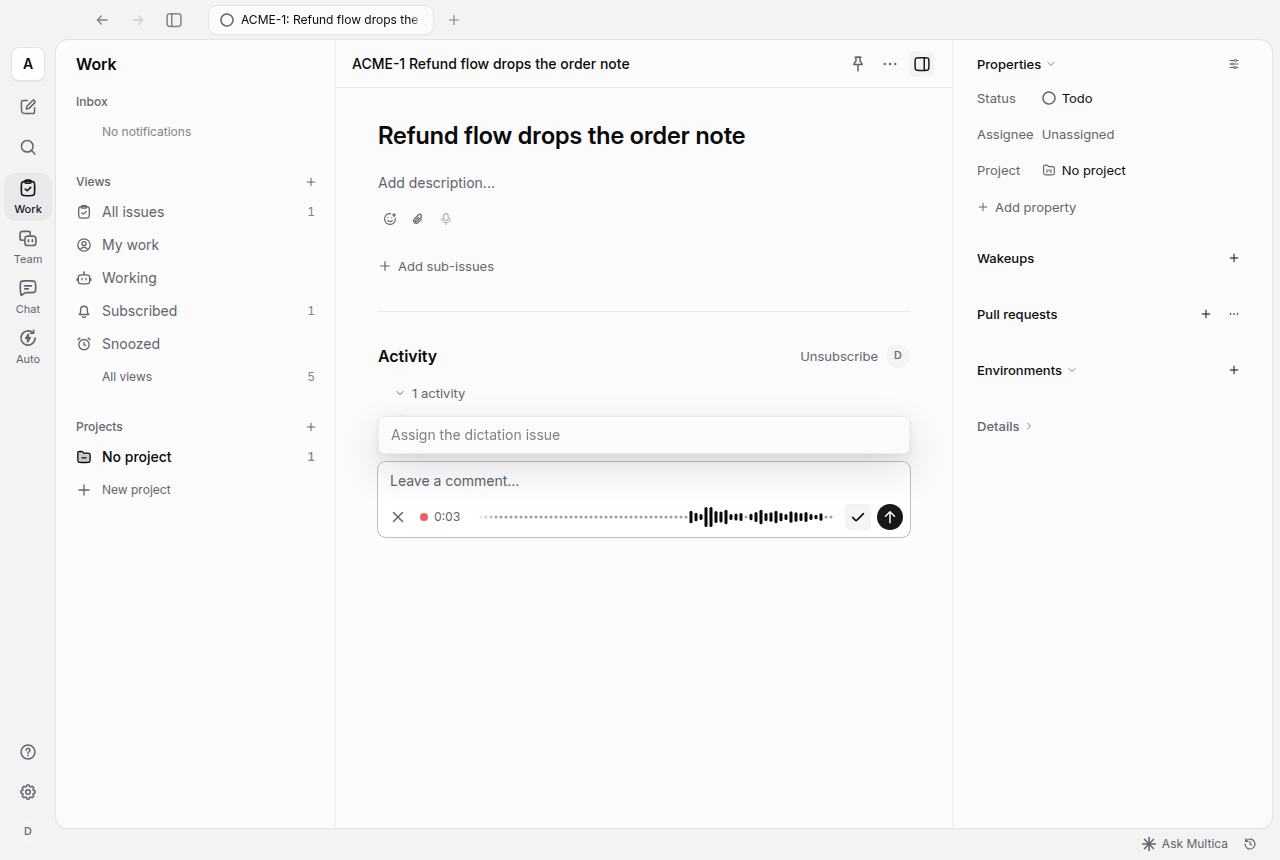 ACME-1: Refund flow drops the
A
Work
Team
Chat
Auto
D
Work
Inbox
No notifications
Views
All issues 1
My work
Working
Subscribed 1
Snoozed
All views 5
Projects
No project 1
New project
ACME-1 Refund flow drops the order note
Refund flow drops the order note
Add description...
Add sub-issues
Activity
Unsubscribe D
1 activity
Assign the dictation issue
Leave a comment...
0:03
Properties
Status Todo
Assignee Unassigned
Project No project
Add property
Wakeups
Pull requests
Environments
Details
Ask Multica